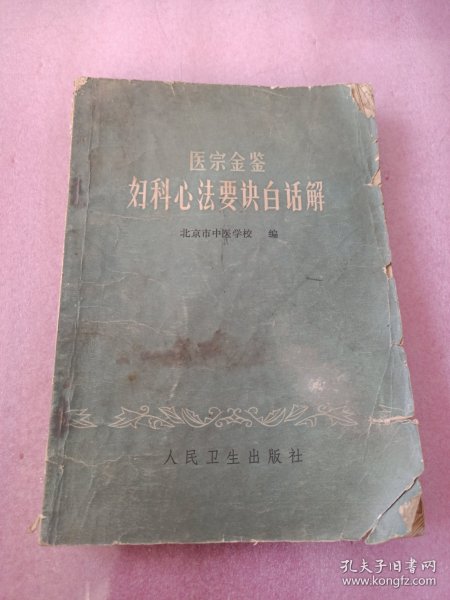 医宗金鉴
妇科心法要诀白话解
北京市中医学校 编
人民卫生出版社
孔夫子旧书网
www.kongfz.com